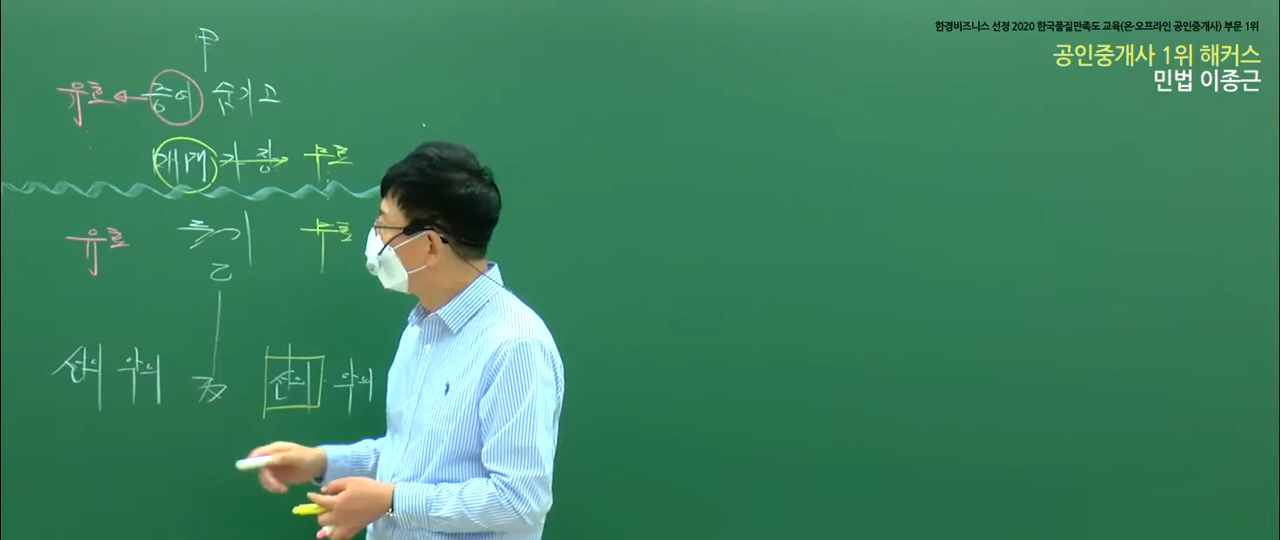 한경비즈니스 선정 2020 한국품질만족도 교육(온·오프라인 공인중개사) 부문 1위
공인중개사 1위 해커스
민법 이종근
甲
유효 증여 숨기고
매매 가장 무효
유효 등기 무효
乙
선의 악의 丙 선의 악의